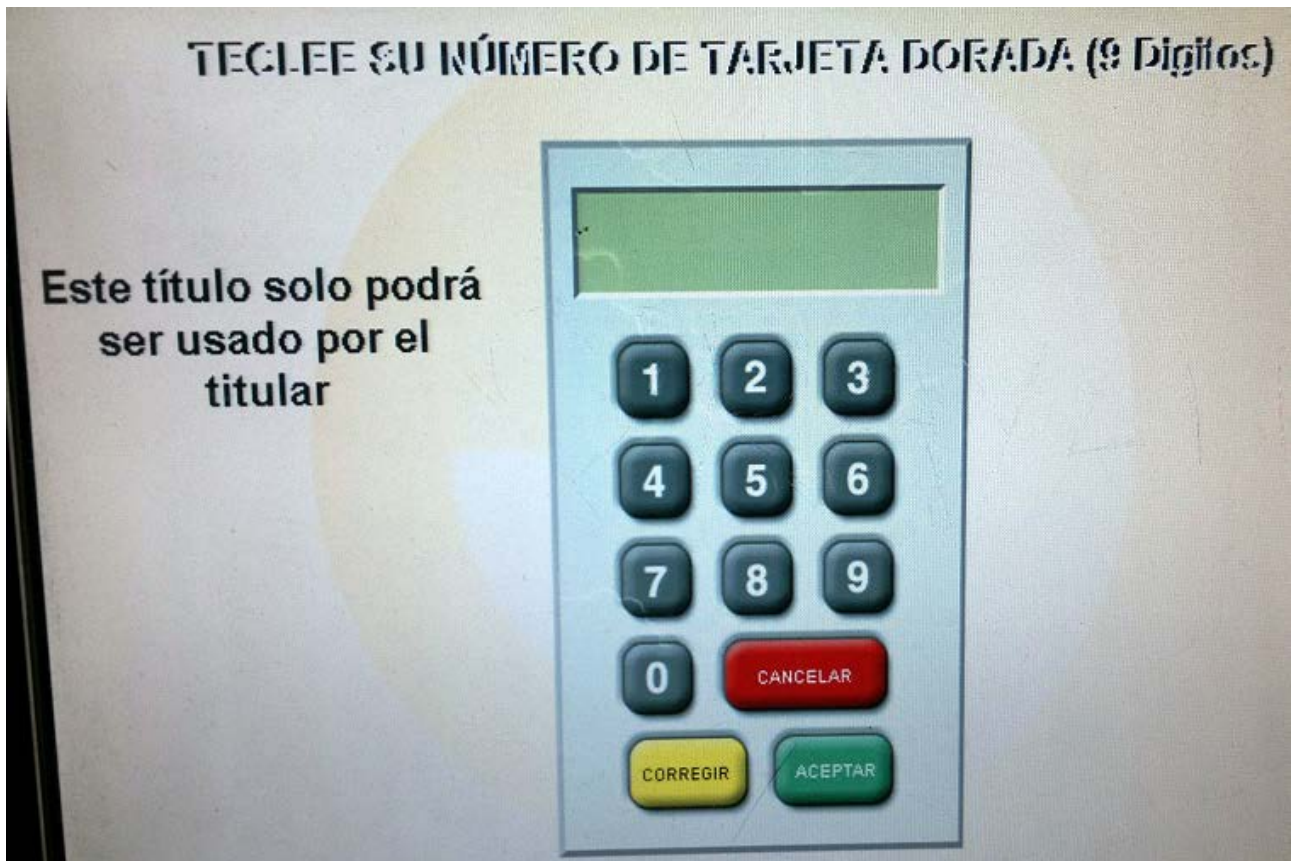 TECLEE SU NÚMERO DE TARJETA DORADA (9 Digitos)
Este título solo podrá
ser usado por el
titular
1 2 3
4 5 6
7 8 9
0 CANCELAR
CORREGIR ACEPTAR